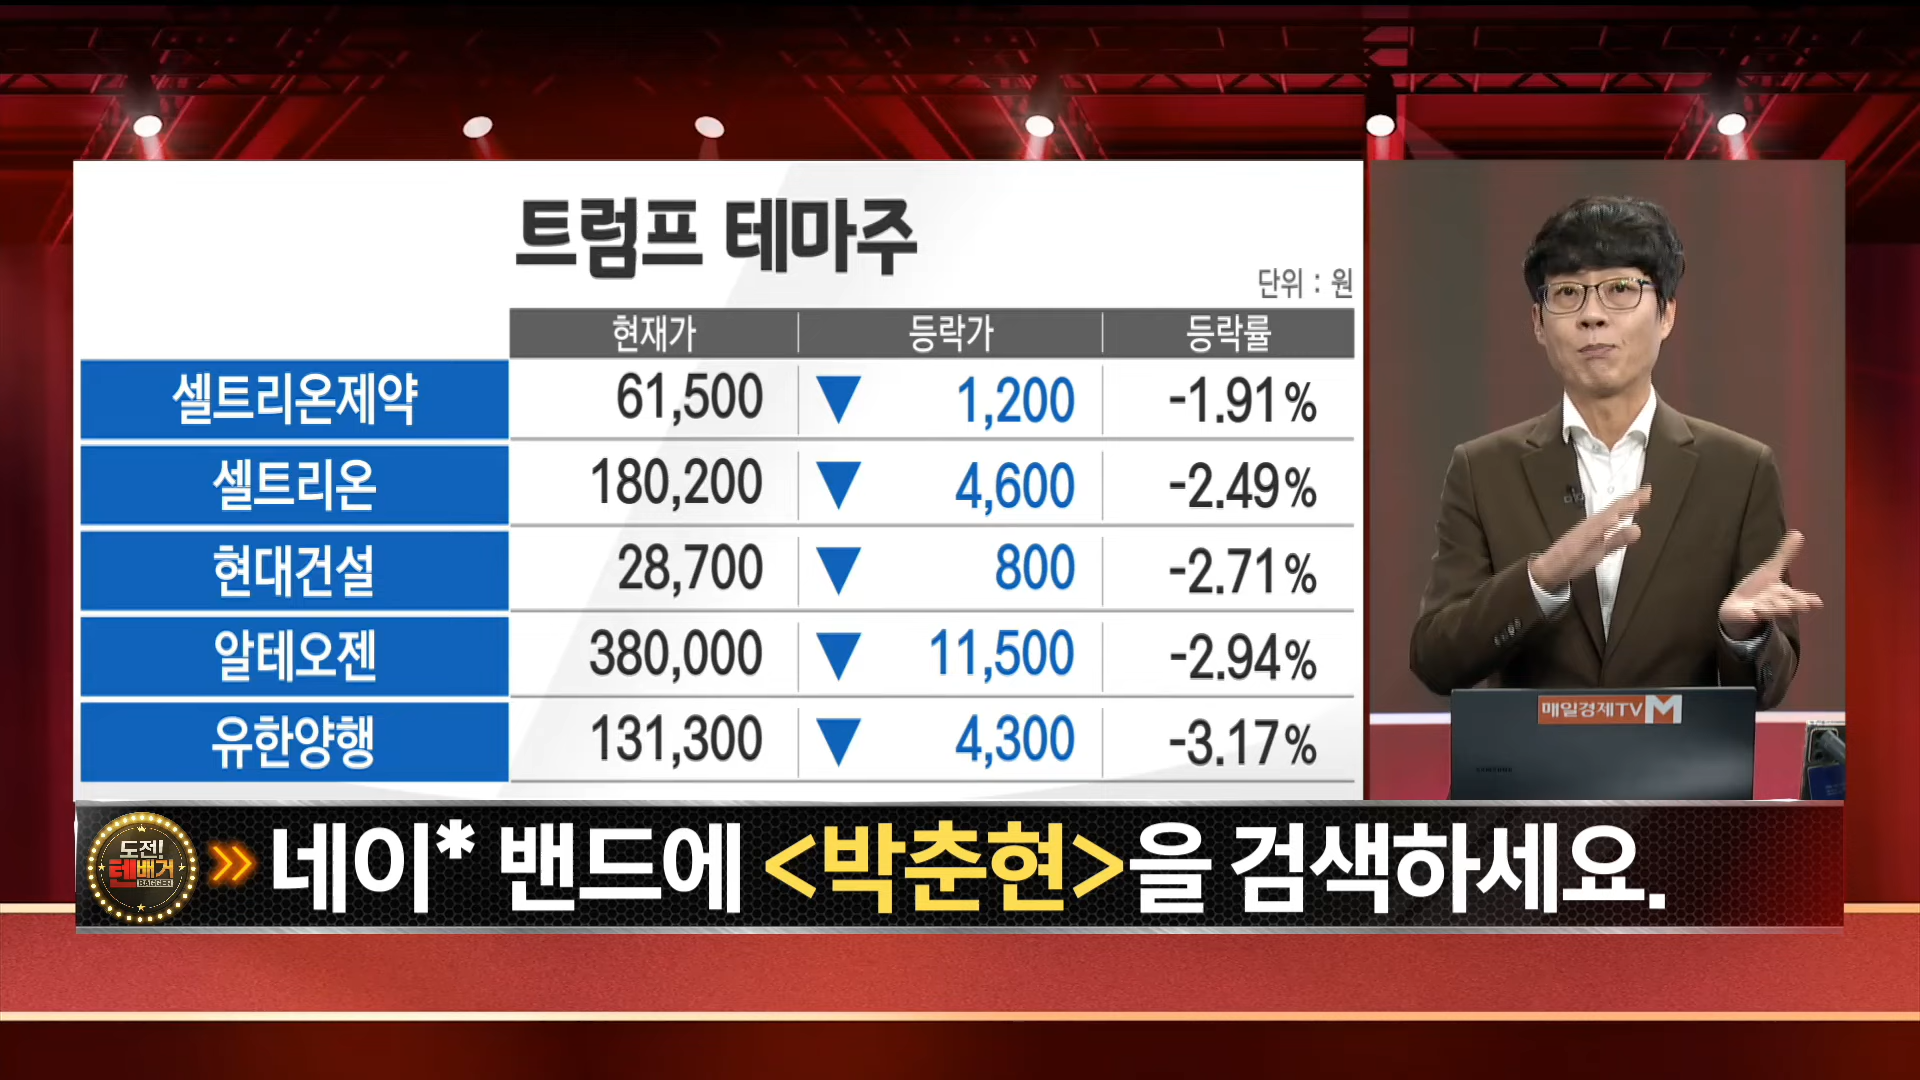 트럼프 테마주
단위 : 원
현재가 등락가 등락률
셀트리온제약 61,500 ▼ 1,200 -1.91%
셀트리온 180,200 ▼ 4,600 -2.49%
현대건설 28,700 ▼ 800 -2.71%
알테오젠 380,000 ▼ 11,500 -2.94%
유한양행 131,300 ▼ 4,300 -3.17%
매일경제TV M
SAMSUNG
도전!
텐배거
BAGGER
네이* 밴드에 <박춘현>을 검색하세요.